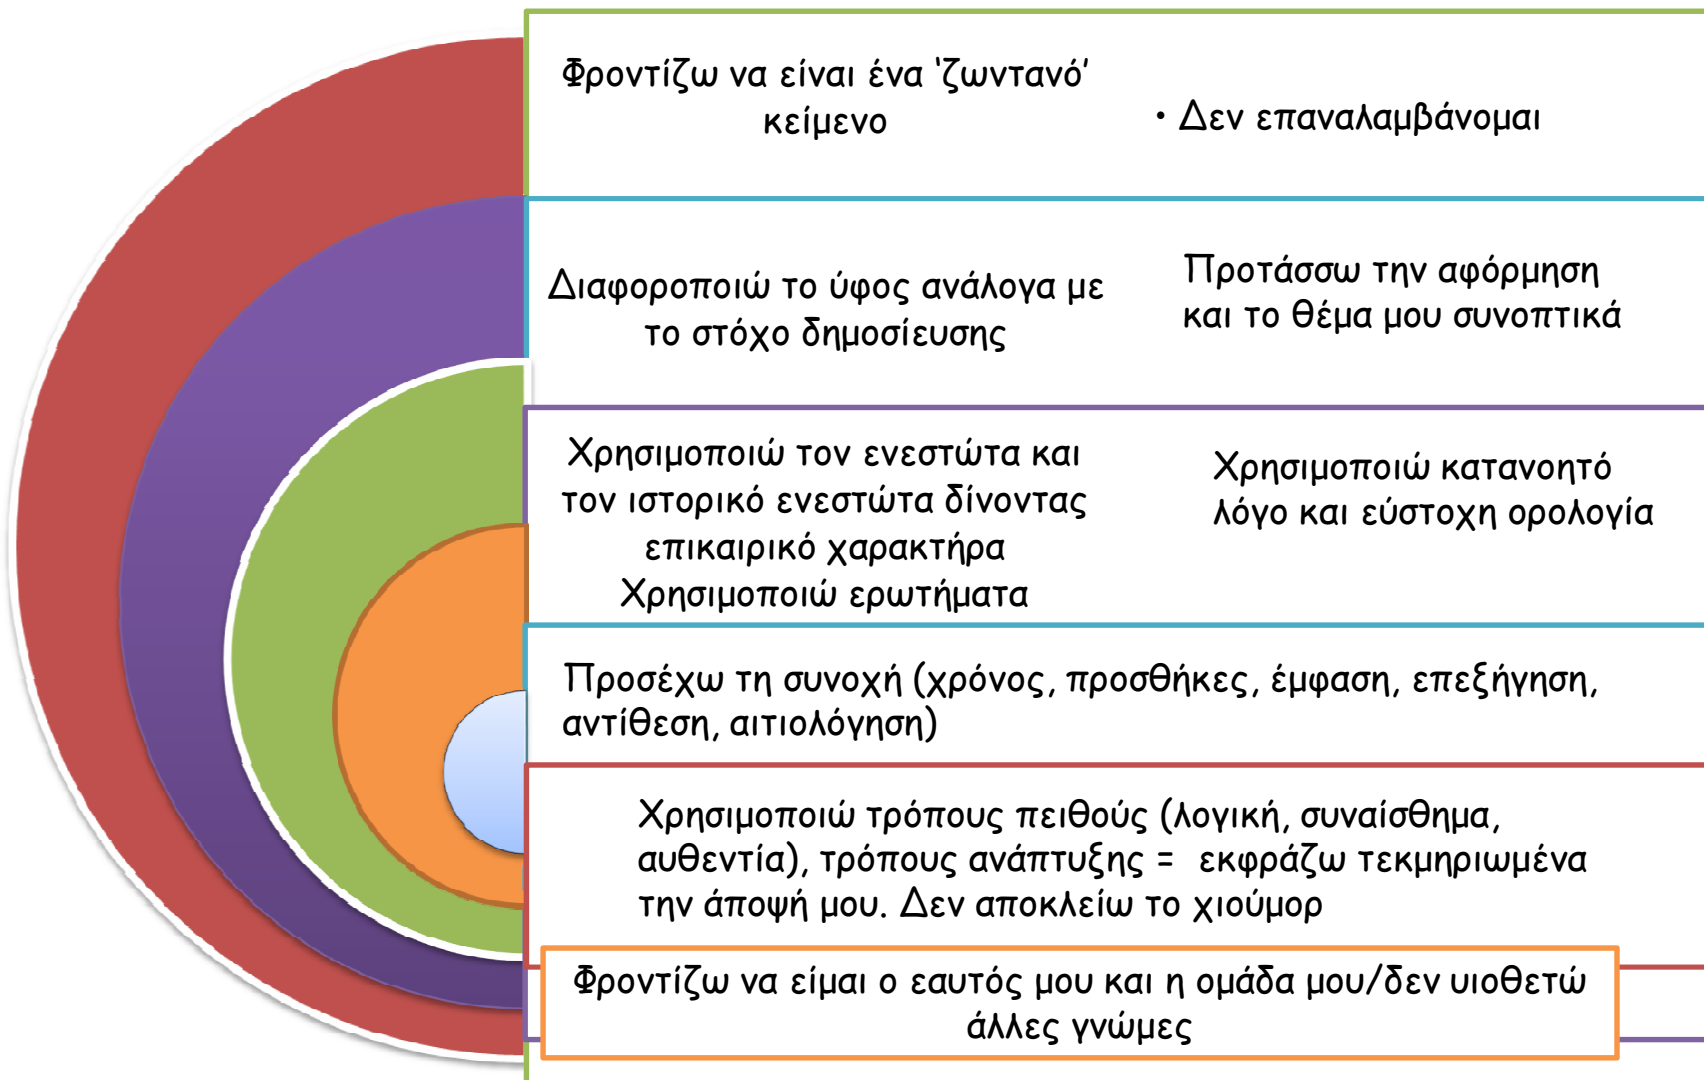 Φροντίζω να είναι ένα ‘ζωντανό’
κείμενο
• Δεν επαναλαμβάνομαι
Διαφοροποιώ το ύφος ανάλογα με
το στόχο δημοσίευσης
Προτάσσω την αφόρμηση
και το θέμα μου συνοπτικά
Χρησιμοποιώ τον ενεστώτα και
τον ιστορικό ενεστώτα δίνοντας
επικαιρικό χαρακτήρα
Χρησιμοποιώ ερωτήματα
Χρησιμοποιώ κατανοητό
λόγο και εύστοχη ορολογία
Προσέχω τη συνοχή (χρόνος, προσθήκες, έμφαση, επεξήγηση,
αντίθεση, αιτιολόγηση)
Χρησιμοποιώ τρόπους πειθούς (λογική, συναίσθημα,
αυθεντία), τρόπους ανάπτυξης = εκφράζω τεκμηριωμένα
την άποψή μου. Δεν αποκλείω το χιούμορ
Φροντίζω να είμαι ο εαυτός μου και η ομάδα μου/δεν υιοθετώ
άλλες γνώμες